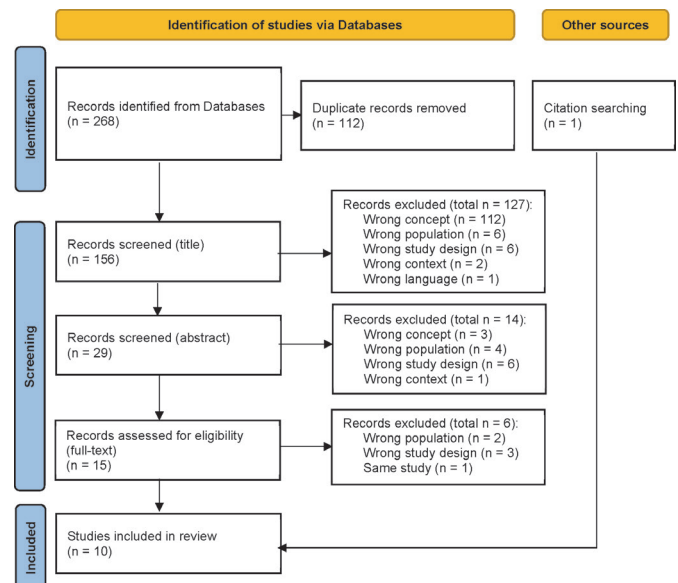 Identification of studies via Databases
Other sources
Identification
Records identified from Databases
(n = 268)
Duplicate records removed
(n = 112)
Citation searching
(n = 1)
Screening
Records screened (title)
(n = 156)
Records excluded (total n = 127):
Wrong concept (n = 112)
Wrong population (n = 6)
Wrong study design (n = 6)
Wrong context (n = 2)
Wrong language (n = 1)
Records screened (abstract)
(n = 29)
Records excluded (total n = 14):
Wrong concept (n = 3)
Wrong population (n = 4)
Wrong study design (n = 6)
Wrong context (n = 1)
Records assessed for eligibility
(full-text)
(n = 15)
Records excluded (total n = 6):
Wrong population (n = 2)
Wrong study design (n = 3)
Same study (n = 1)
Included
Studies included in review
(n = 10)